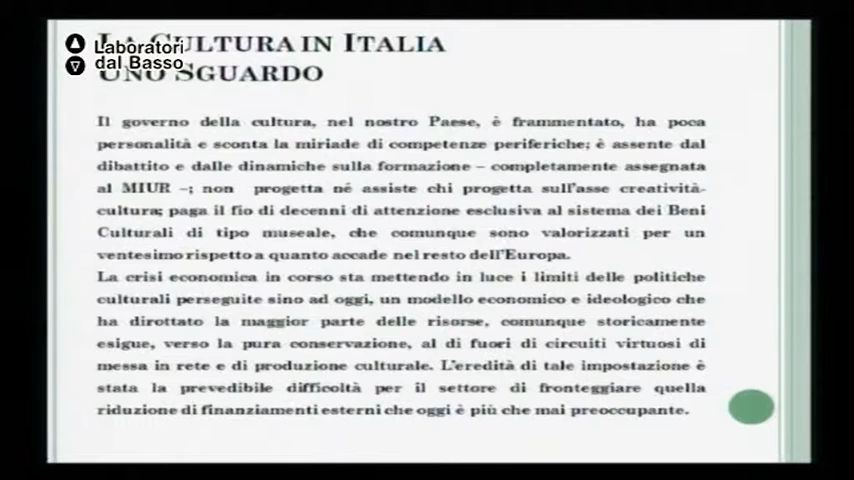 LA CULTURA IN ITALIA
UNO SGUARDO
Laboratori
dal Basso
Il governo della cultura, nel nostro Paese, è frammentato, ha poca
personalità e sconta la miriade di competenze periferiche; è assente dal
dibattito e dalle dinamiche sulla formazione – completamente assegnata
al MIUR –; non progetta né assiste chi progetta sull'asse creatività-
cultura; paga il fio di decenni di attenzione esclusiva al sistema dei Beni
Culturali di tipo museale, che comunque sono valorizzati per un
ventesimo rispetto a quanto accade nel resto dell'Europa.
La crisi economica in corso sta mettendo in luce i limiti delle politiche
culturali perseguite sino ad oggi, un modello economico e ideologico che
ha dirottato la maggior parte delle risorse, comunque storicamente
esigue, verso la pura conservazione, al di fuori di circuiti virtuosi di
messa in rete e di produzione culturale. L'eredità di tale impostazione è
stata la prevedibile difficoltà per il settore di fronteggiare quella
riduzione di finanziamenti esterni che oggi è più che mai preoccupante.